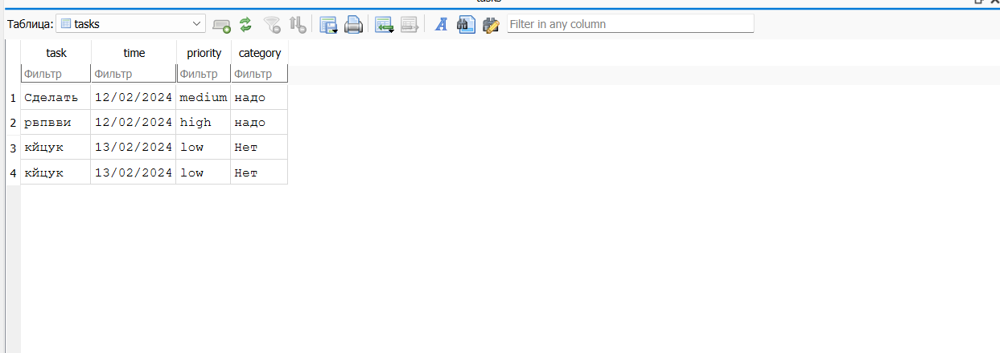 tasks
Таблица: tasks Filter in any column
task time priority category
Фильтр Фильтр Фильтр Фильтр
1 Сделать 12/02/2024 medium надо
2 рвпвви 12/02/2024 high надо
3 кйцук 13/02/2024 low Нет
4 кйцук 13/02/2024 low Нет